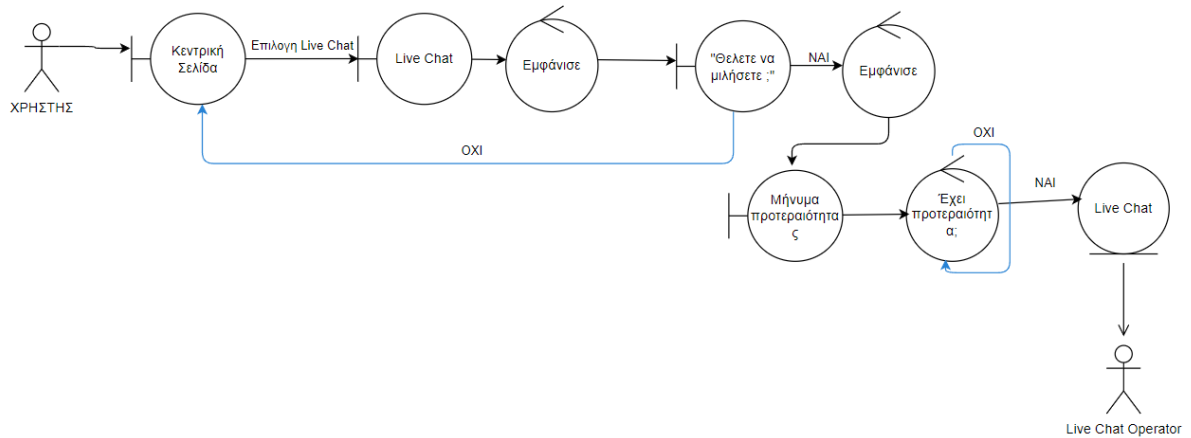 ΧΡΗΣΤΗΣ
Κεντρική
Σελίδα
Επιλογη Live Chat
Live Chat
Εμφάνισε
"Θελετε να
μιλήσετε ;"
ΝΑΙ
Εμφάνισε
ΟΧΙ
Μήνυμα
προτεραιότητα
ς
Έχει
προτεραιότητ
α;
ΟΧΙ
ΝΑΙ
Live Chat
Live Chat Operator